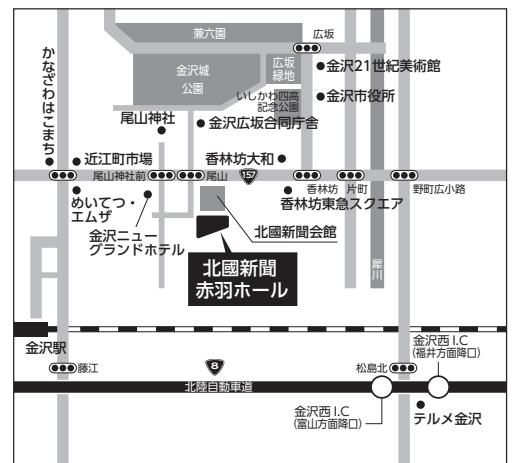 兼六園
広坂
かなざわはこまち
金沢城
公園
広坂
緑地
金沢21世紀美術館
いしかわ四高
記念公園
金沢市役所
尾山神社
金沢広坂合同庁舎
近江町市場
香林坊大和
尾山神社前
尾山
157
香林坊
片町
野町広小路
めいてつ・
エムザ
香林坊東急スクエア
金沢ニュー
グランドホテル
北國新聞会館
北國新聞
赤羽ホール
犀川
金沢駅
金沢西 I.C
(福井方面降口)
藤江
8
松島北
北陸自動車道
金沢西 I.C
(富山方面降口)
テルメ金沢